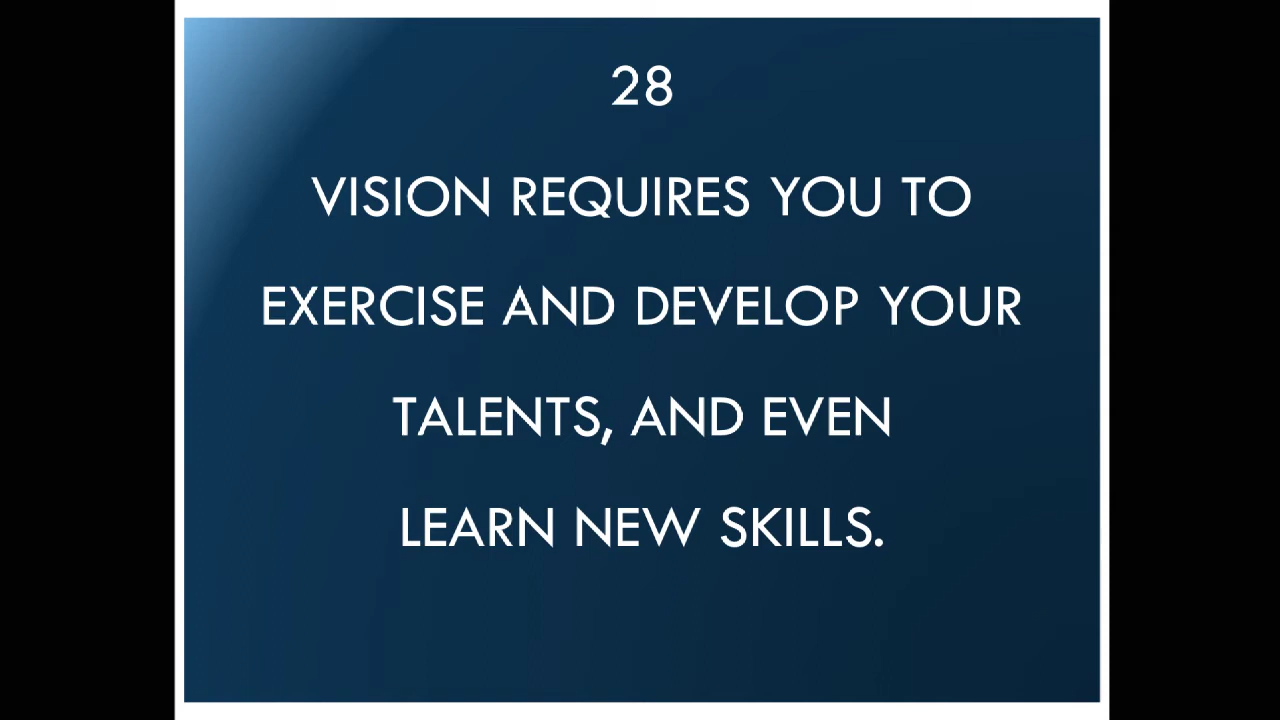 28
VISION REQUIRES YOU TO
EXERCISE AND DEVELOP YOUR
TALENTS, AND EVEN
LEARN NEW SKILLS.